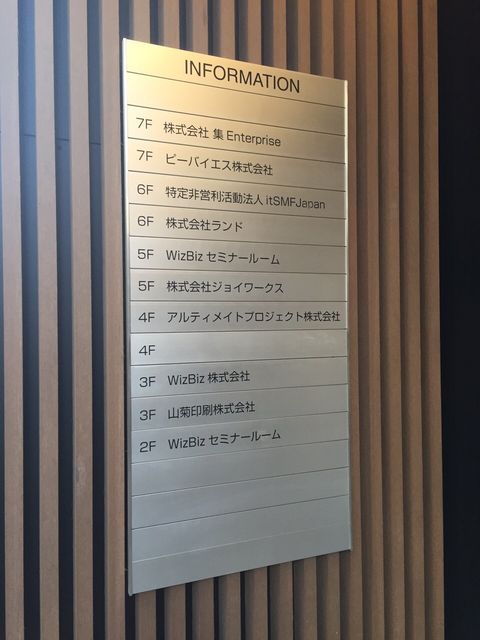 INFORMATION
7F 株式会社 集 Enterprise
7F ビーバイエス株式会社
6F 特定非営利活動法人 itSMFJapan
6F 株式会社ランド
5F WizBiz セミナールーム
5F 株式会社ジョイワークス
4F アルティメイトプロジェクト株式会社
4F
3F WizBiz 株式会社
3F 山菊印刷株式会社
2F WizBiz セミナールーム